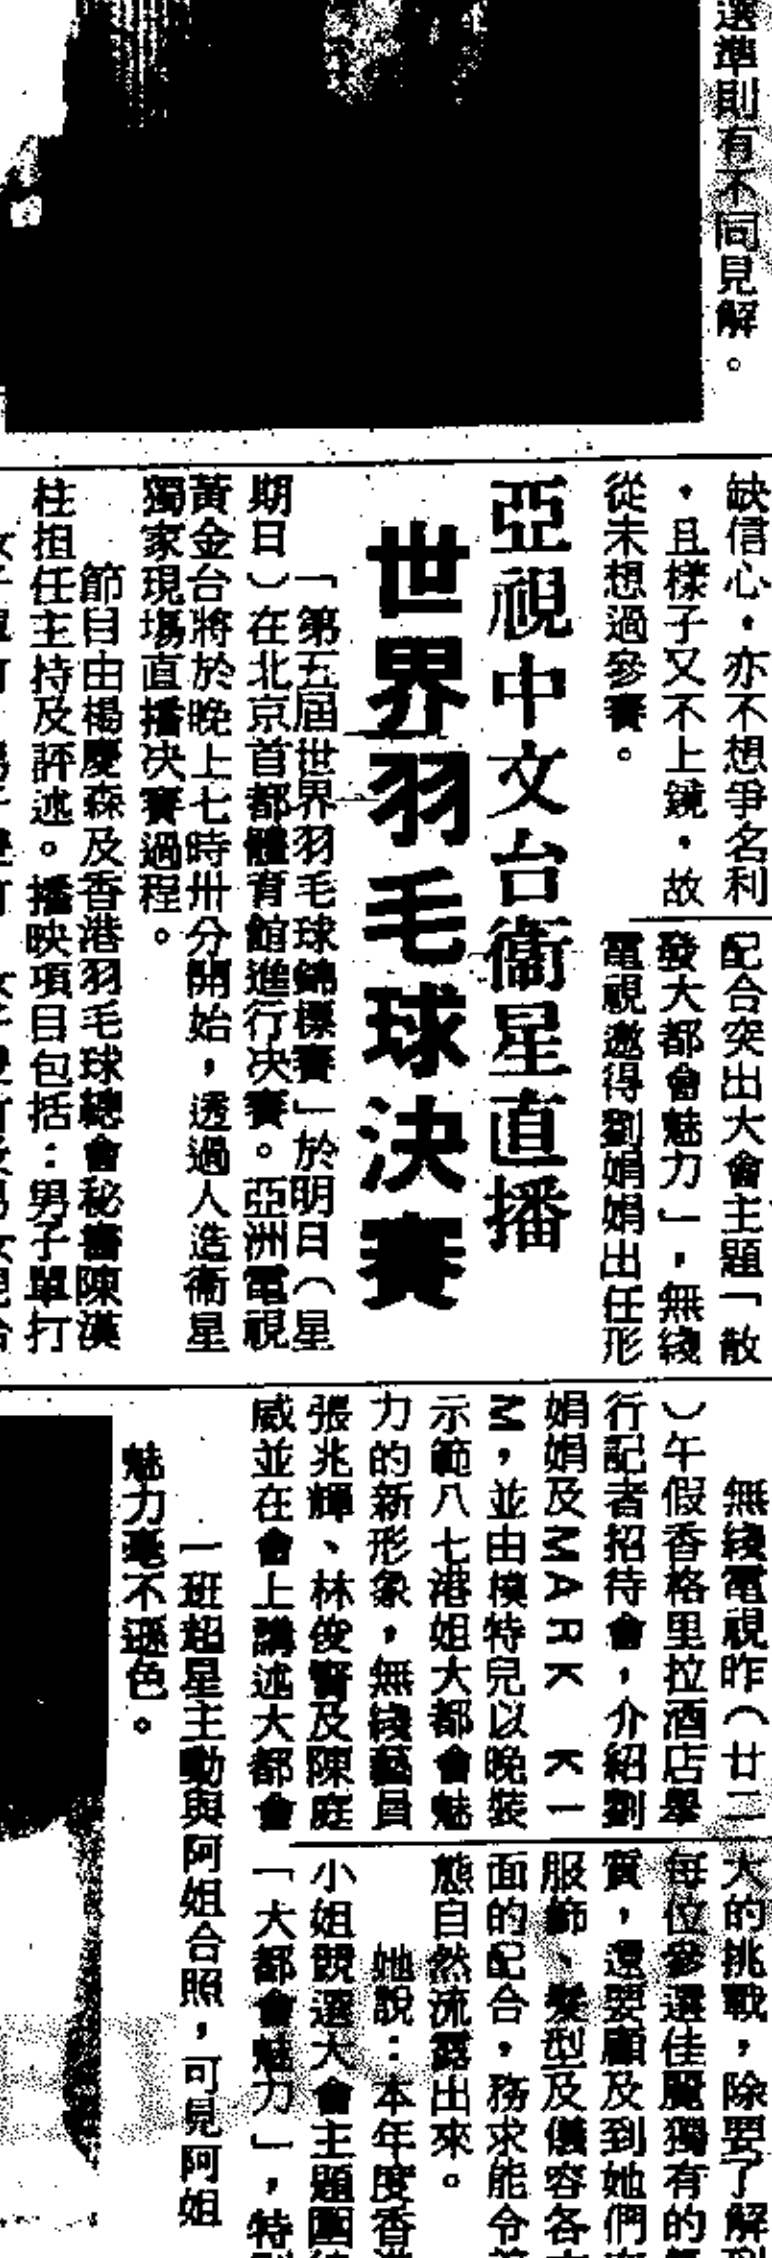 選準則有不同見解。
缺信心，亦不想爭名利
，且樣子又不上鏡，故
從未想過參賽。
配合突出大會主題「散
發大都會魅力」，無綫
電視邀得劉娟娟出任形
亞視中文台衞星直播
世界羽毛球決賽
「第五屆世界羽毛球錦標賽」於明日（星
期日）在北京首都體育館進行決賽。亞洲電視
黃金台將於晚上七時卅分開始，透過人造衞星
獨家現場直播決賽過程。
節目由楊慶森及香港羽毛球總會秘書陳漢
柱担任主持及評述。播映項目包括：男子單打
無綫電視昨（廿二
）午假香格里拉酒店舉
行記者招待會，介紹劉
娟娟及MARK KI
M，並由模特兒以晚裝
示範八七港姐大都會魅
力的新形象，無綫藝員
張兆輝、林俊賢及陳庭
威並在會上講述大都會
大的挑戰，除要了解到
每位參選佳麗獨有的
質，還要顧及到她們
服飾、髮型及儀容各
面的配合，務求能令
態自然流露出來。
她說：本年度香港
小姐競選大會主題圍
「大都會魅力」，特
一班超星主動與阿姐合照，可見阿姐
魅力毫不遜色。